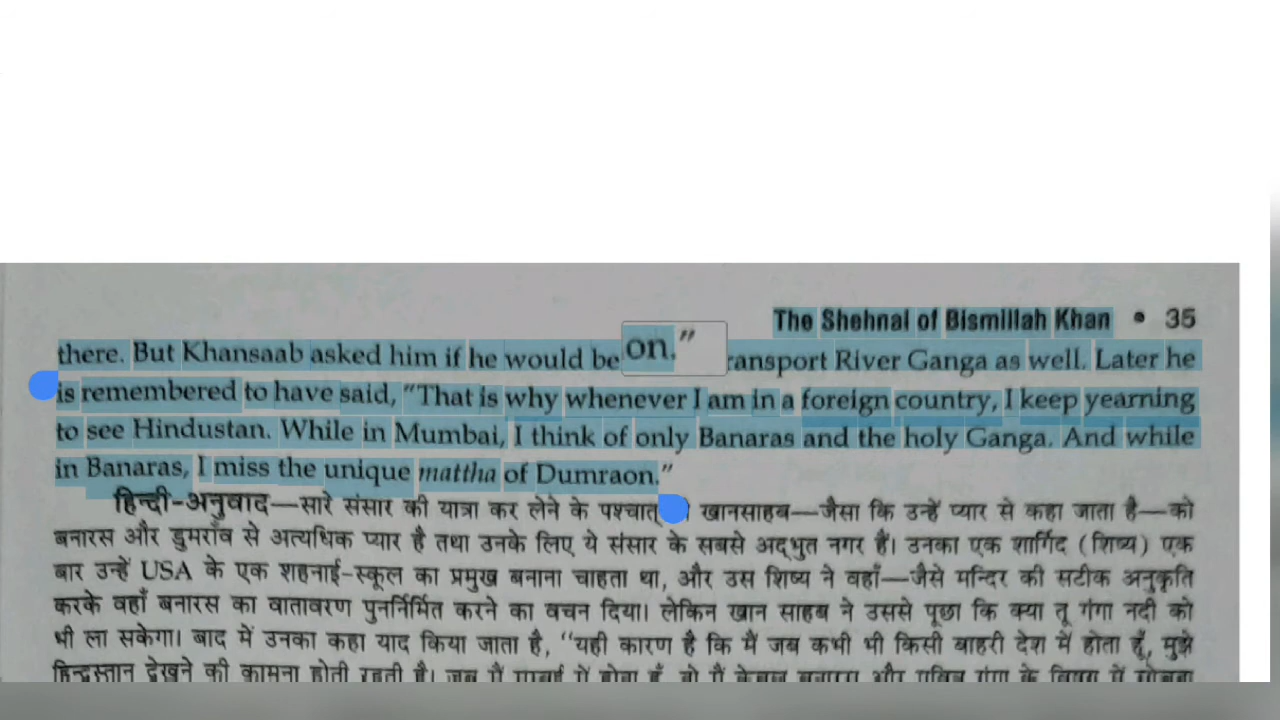 The Shehnai of Bismillah Khan • 35
there. But Khansaab asked him if he would be on.” ransport River Ganga as well. Later he
is remembered to have said, “That is why whenever I am in a foreign country, I keep yearning
to see Hindustan. While in Mumbai, I think of only Banaras and the holy Ganga. And while
in Banaras, I miss the unique mattha of Dumraon.”
हिन्दी-अनुवाद—सारे संसार की यात्रा कर लेने के पश्चात् खानसाहब—जैसा कि उन्हें प्यार से कहा जाता है—को
बनारस और डुमराँव से अत्यधिक प्यार है तथा उनके लिए ये संसार के सबसे अद्भुत नगर हैं। उनका एक शार्गिद (शिष्य) एक
बार उन्हें USA के एक शहनाई-स्कूल का प्रमुख बनाना चाहता था, और उस शिष्य ने वहाँ—जैसे मन्दिर की सटीक अनुकृति
करके वहाँ बनारस का वातावरण पुनर्निर्मित करने का वचन दिया। लेकिन खान साहब ने उससे पूछा कि क्या तू गंगा नदी को
भी ला सकेगा। बाद में उनका कहा याद किया जाता है, “यही कारण है कि मैं जब कभी भी किसी बाहरी देश में होता हूँ, मुझे
हिन्दुस्तान देखने की कामना होती रहती है।